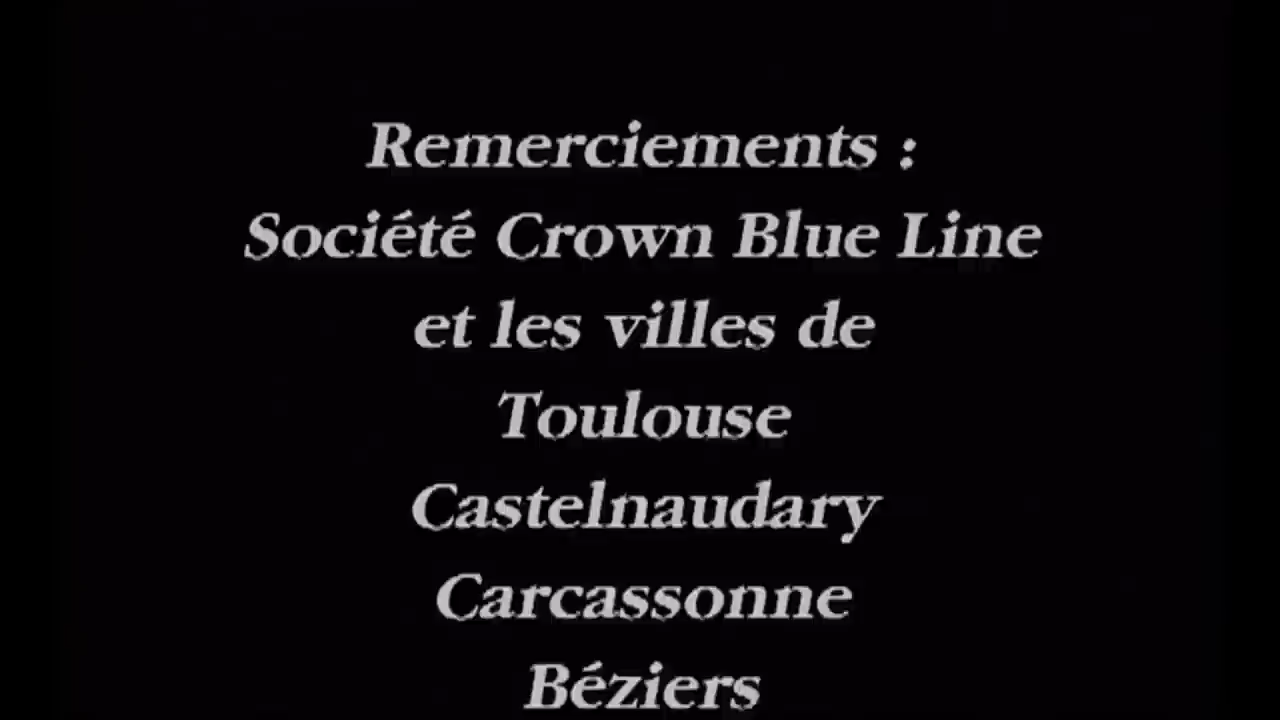 Remerciements :
Société Crown Blue Line
et les villes de
Toulouse
Castelnaudary
Carcassonne
Béziers